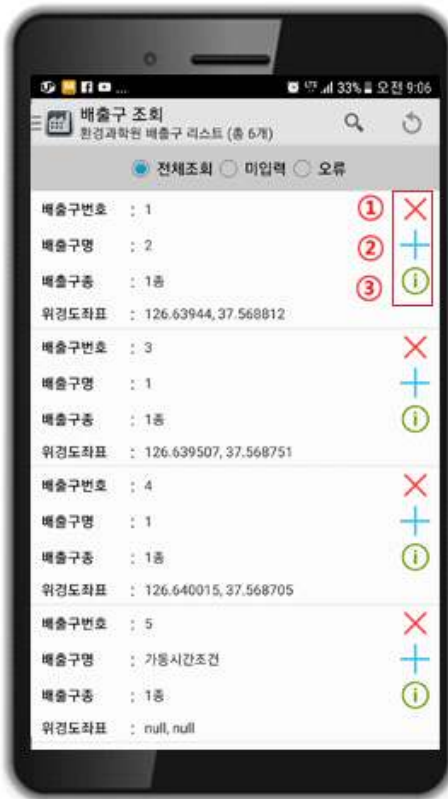 ... LTE 33% 오전 9:06
배출구 조회
환경과학원 배출구 리스트 (총 6개)
전체조회 미입력 오류
배출구번호 : 1 ①
배출구명 : 2 ②
배출구종 : 1종 ③
위경도좌표 : 126.63944, 37.568812
배출구번호 : 3
배출구명 : 1
배출구종 : 1종
위경도좌표 : 126.639507, 37.568751
배출구번호 : 4
배출구명 : 1
배출구종 : 1종
위경도좌표 : 126.640015, 37.568705
배출구번호 : 5
배출구명 : 가동시간조건
배출구종 : 1종
위경도좌표 : null, null